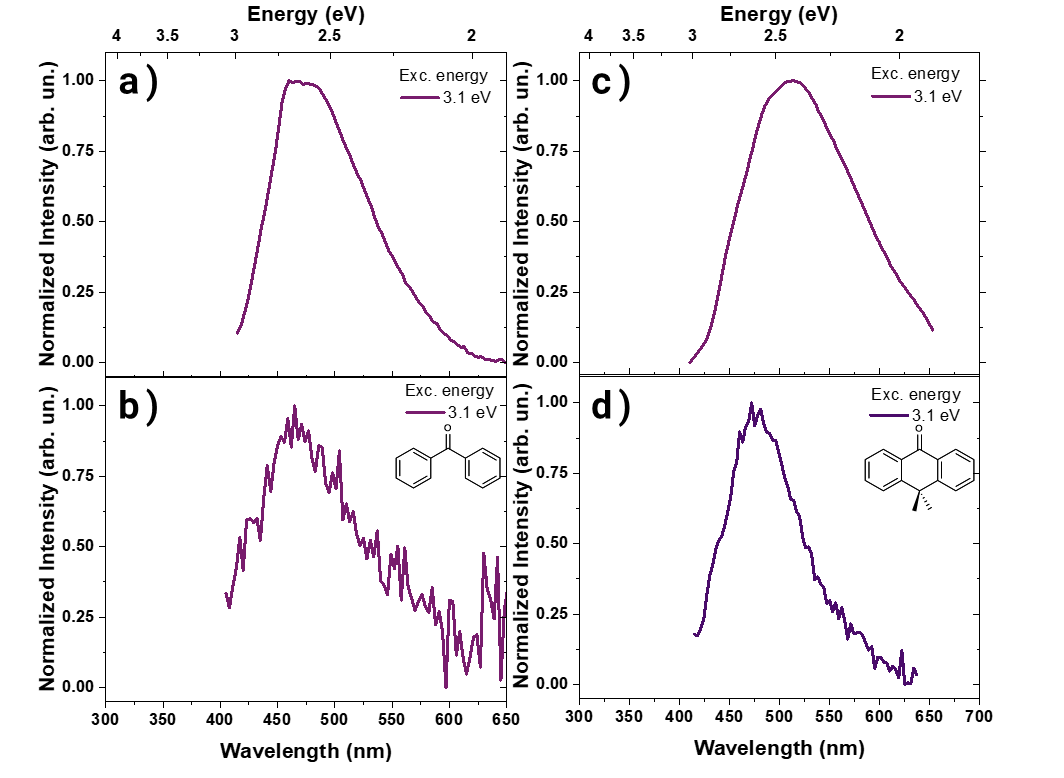 Energy (eV)
4 3.5 3 2.5 2
Normalized Intensity (arb. un.)
1.00
0.75
0.50
0.25
0.00
a)
Exc. energy
3.1 eV
Energy (eV)
4 3.5 3 2.5 2
Normalized Intensity (arb. un.)
1.00
0.75
0.50
0.25
0.00
c)
Exc. energy
3.1 eV
Normalized Intensity (arb. un.)
1.00
0.75
0.50
0.25
0.00
b)
Exc. energy
3.1 eV
O
300 350 400 450 500 550 600 650
Wavelength (nm)
Normalized Intensity (arb. un.)
1.00
0.75
0.50
0.25
0.00
d)
Exc. energy
3.1 eV
O
300 350 400 450 500 550 600 650 700
Wavelength (nm)